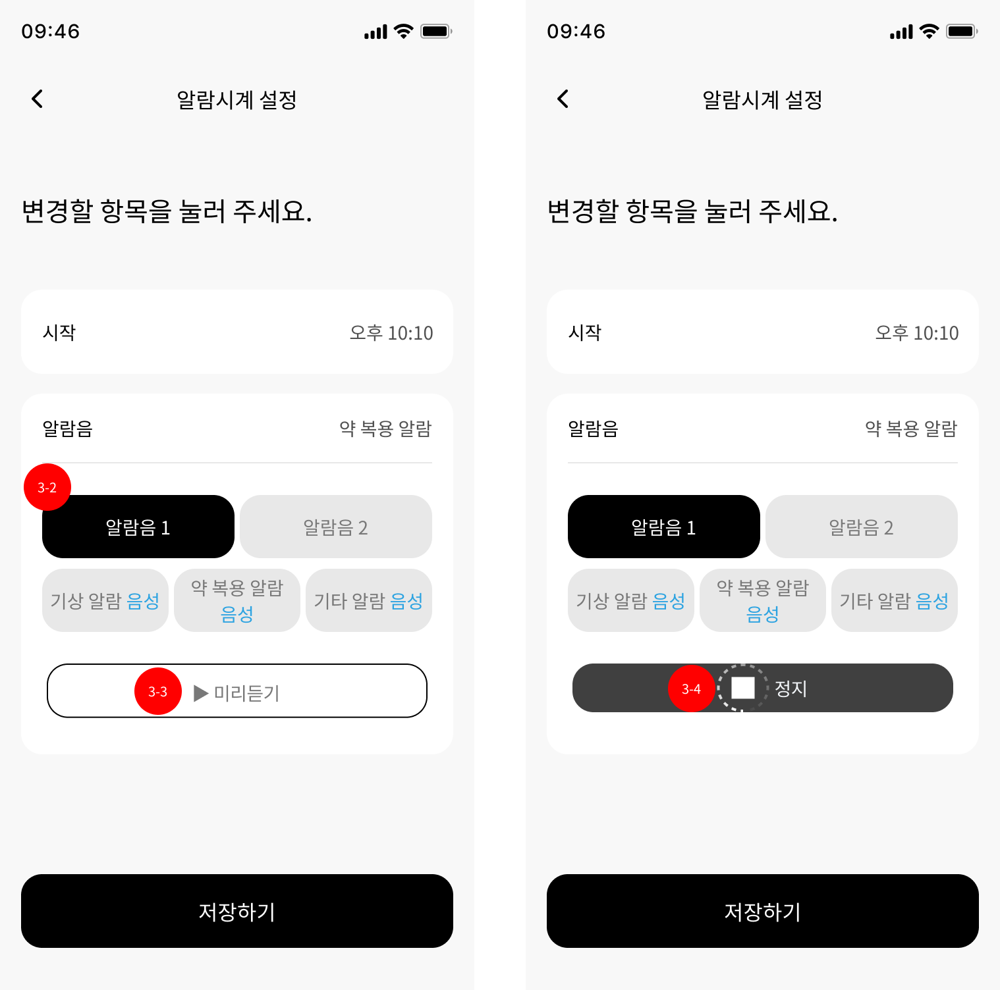 09:46
알람시계 설정
변경할 항목을 눌러 주세요.
시작
오후 10:10
알람음
약 복용 알람
3-2
알람음 1
알람음 2
기상 알람 음성
약 복용 알람
음성
기타 알람 음성
3-3
미리듣기
저장하기
09:46
알람시계 설정
변경할 항목을 눌러 주세요.
시작
오후 10:10
알람음
약 복용 알람
알람음 1
알람음 2
기상 알람 음성
약 복용 알람
음성
기타 알람 음성
3-4
정지
저장하기